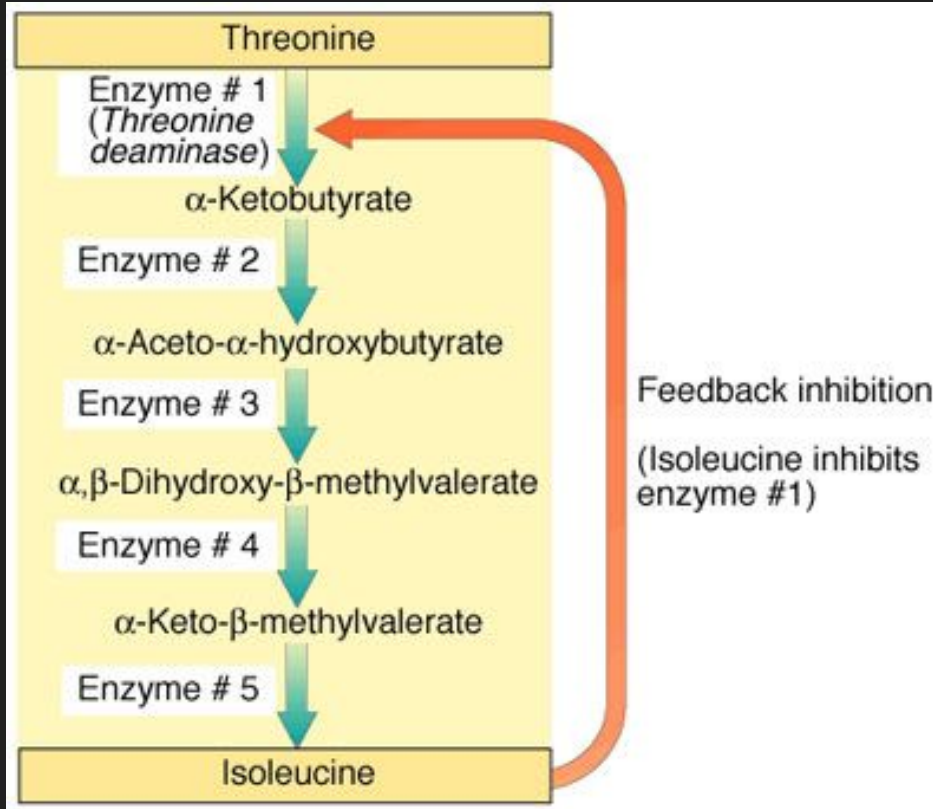 Threonine
Enzyme # 1
(Threonine
deaminase)
α-Ketobutyrate
Enzyme # 2
α-Aceto-α-hydroxybutyrate
Enzyme # 3
α,β-Dihydroxy-β-methylvalerate
Enzyme # 4
α-Keto-β-methylvalerate
Enzyme # 5
Isoleucine
Feedback inhibition
(Isoleucine inhibits
enzyme #1)